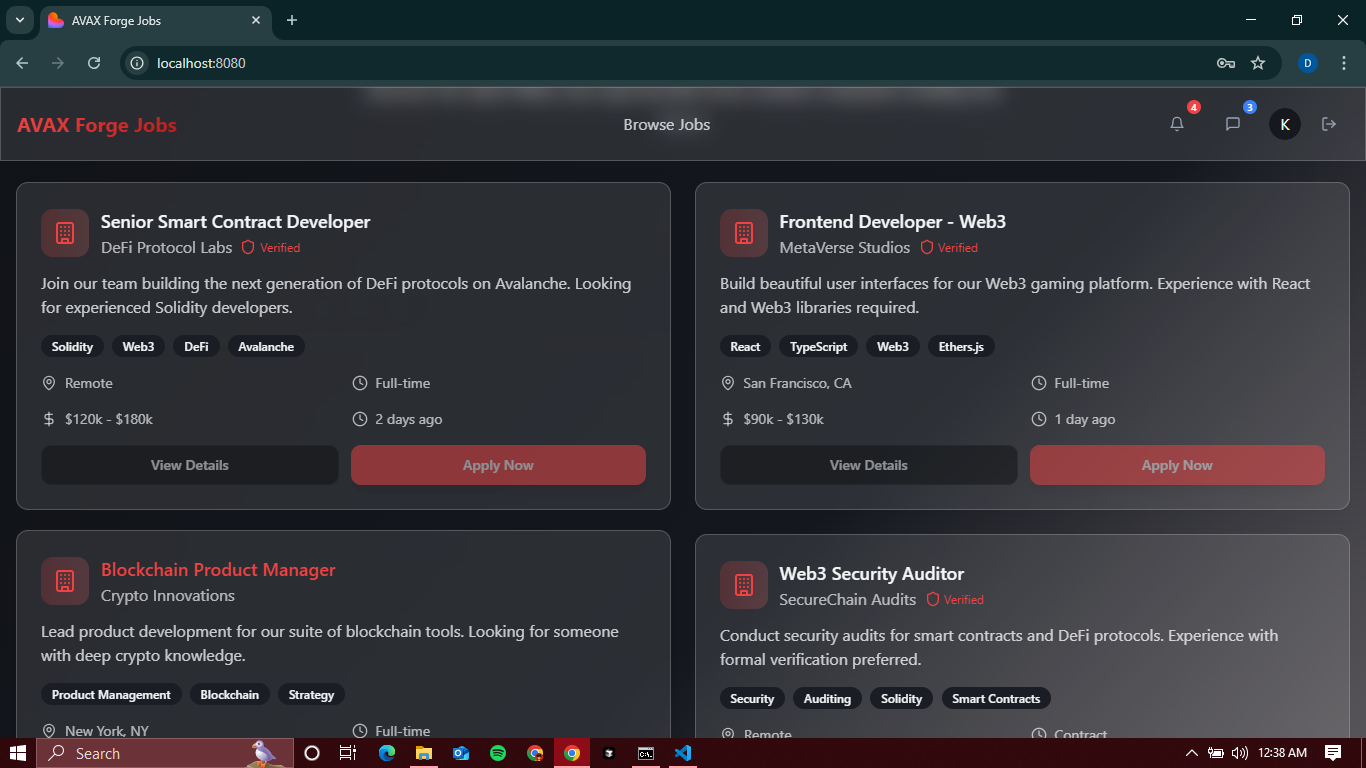 AVAX Forge Jobs
localhost:8080
D
AVAX Forge Jobs
Browse Jobs
4
3
K
Senior Smart Contract Developer
DeFi Protocol Labs Verified
Join our team building the next generation of DeFi protocols on Avalanche. Looking
for experienced Solidity developers.
Solidity Web3 DeFi Avalanche
Remote Full-time
$120k - $180k 2 days ago
View Details Apply Now
Frontend Developer - Web3
MetaVerse Studios Verified
Build beautiful user interfaces for our Web3 gaming platform. Experience with React
and Web3 libraries required.
React TypeScript Web3 Ethers.js
San Francisco, CA Full-time
$90k - $130k 1 day ago
View Details Apply Now
Blockchain Product Manager
Crypto Innovations
Lead product development for our suite of blockchain tools. Looking for someone
with deep crypto knowledge.
Product Management Blockchain Strategy
New York, NY Full-time
Web3 Security Auditor
SecureChain Audits Verified
Conduct security audits for smart contracts and DeFi protocols. Experience with
formal verification preferred.
Security Auditing Solidity Smart Contracts
Remote Contract
Search
12:38 AM